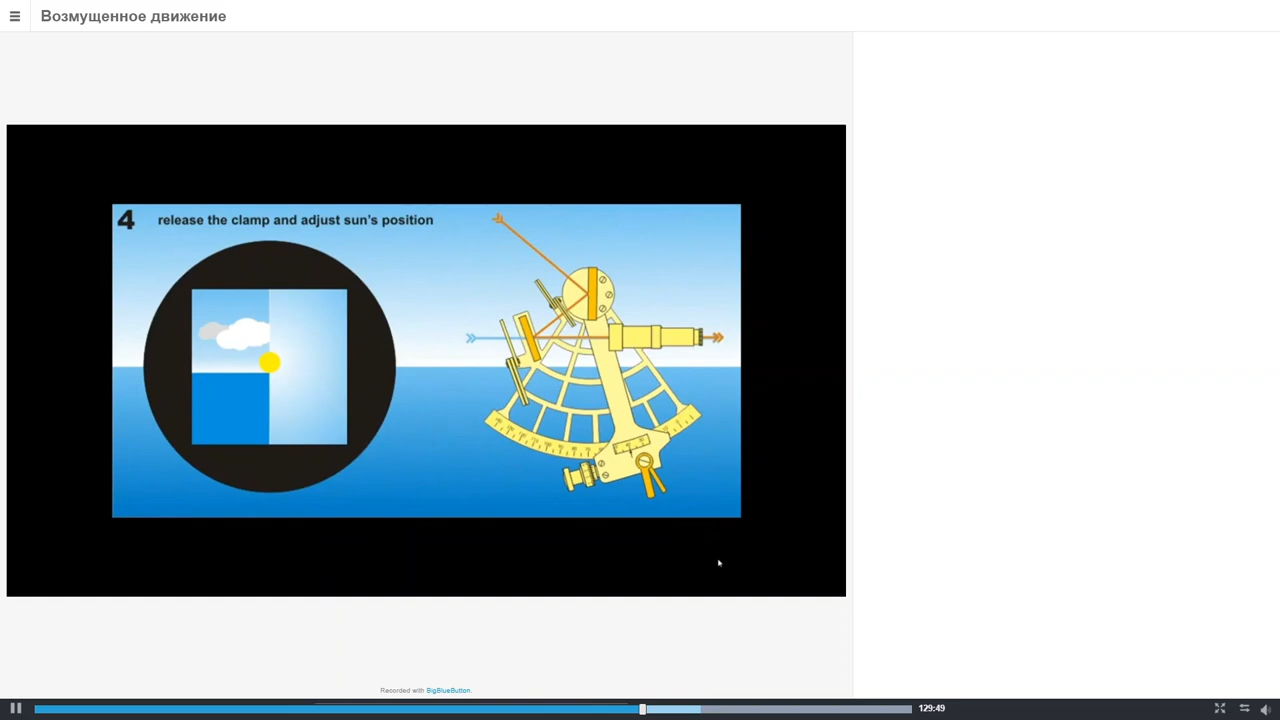 Возмущенное движение
4 release the clamp and adjust sun's position
Recorded with BigBlueButton.
129:49